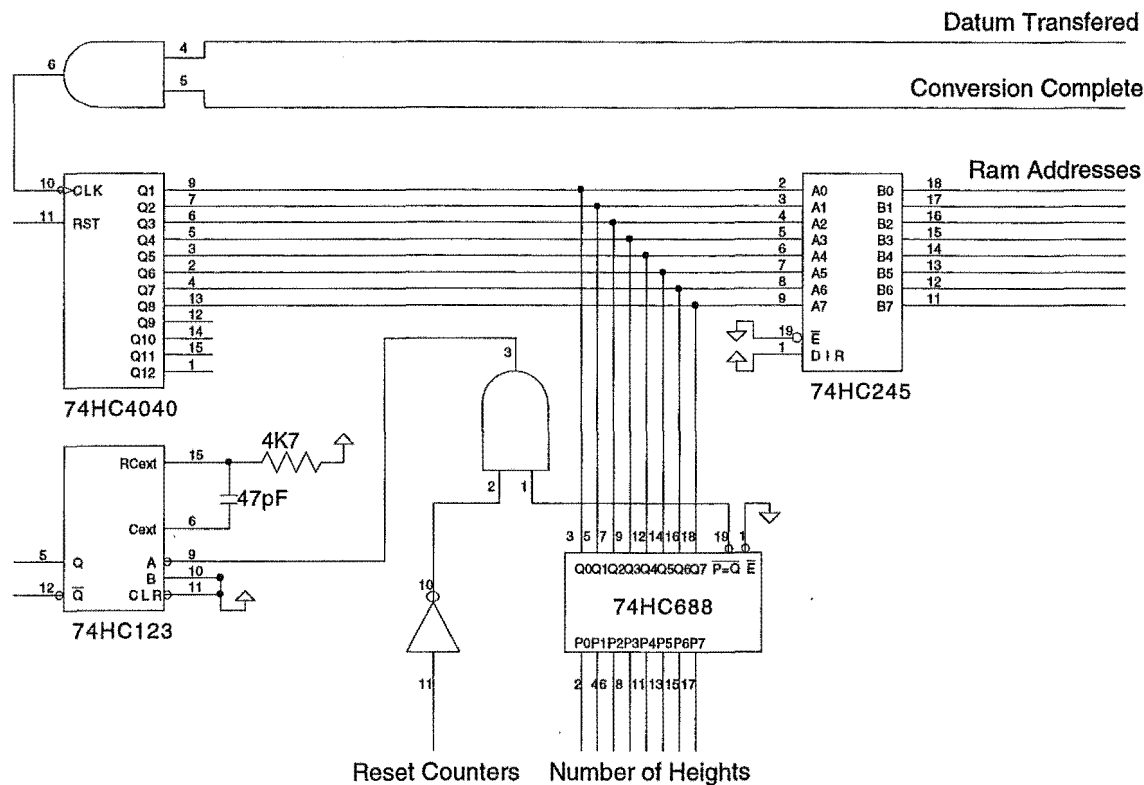 Datum Transfered
4
6
5
Conversion Complete
Ram Addresses
10 CLK Q1 9 2 A0 B0 18
Q2 7 3 A1 B1 17
11 RST Q3 6 4 A2 B2 16
Q4 5 5 A3 B3 15
Q5 3 6 A4 B4 14
Q6 2 7 A5 B5 13
Q7 4 8 A6 B6 12
Q8 13 9 A7 B7 11
Q9 12
Q10 14 19 E
Q11 15 1 DIR
Q12 1
3
74HC4040
74HC245
4K7
RCext 15
47pF
2 1
Cext 6
3 5 7 9 12 14 16 18 19 1
5 Q A 9
B 10
12 Q CLR 11
Q0Q1Q2Q3Q4Q5Q6Q7 P=Q E
10
74HC688
74HC123
P0P1P2P3P4P5P6P7
11
2 4 6 8 11 13 15 17
Reset Counters
Number of Heights